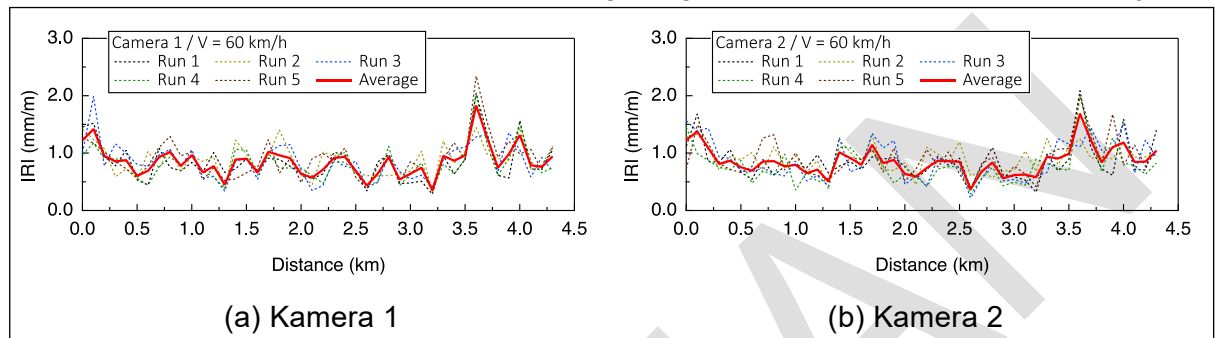 Camera 1 / V = 60 km/h
Run 1 Run 2 Run 3
Run 4 Run 5 Average
IRI (mm/m)
3.0
2.0
1.0
0.0
0.0 0.5 1.0 1.5 2.0 2.5 3.0 3.5 4.0 4.5
Distance (km)
(a) Kamera 1
Camera 2 / V = 60 km/h
Run 1 Run 2 Run 3
Run 4 Run 5 Average
IRI (mm/m)
3.0
2.0
1.0
0.0
0.0 0.5 1.0 1.5 2.0 2.5 3.0 3.5 4.0 4.5
Distance (km)
(b) Kamera 2